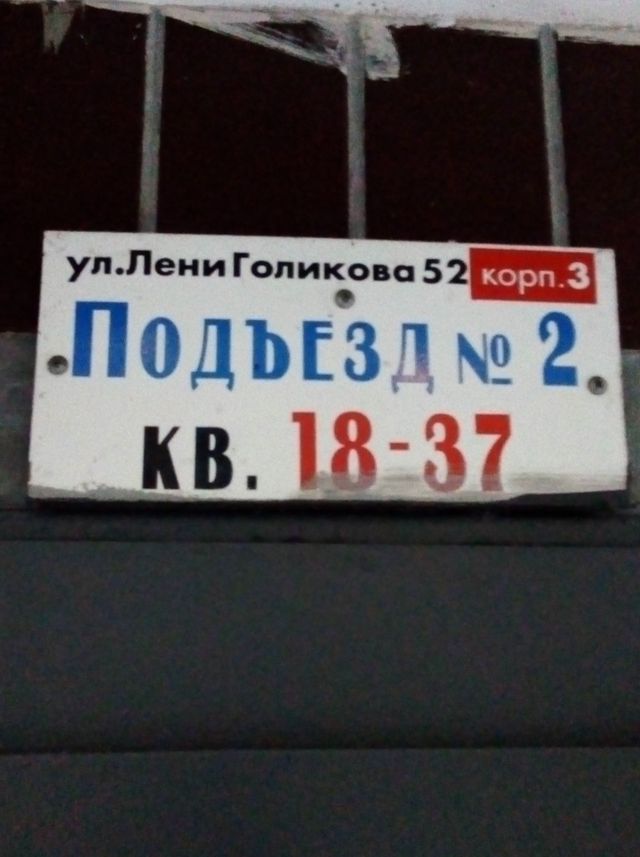 ул.Лени Голикова 52 корп.3
Подъезд № 2
кв. 18-37